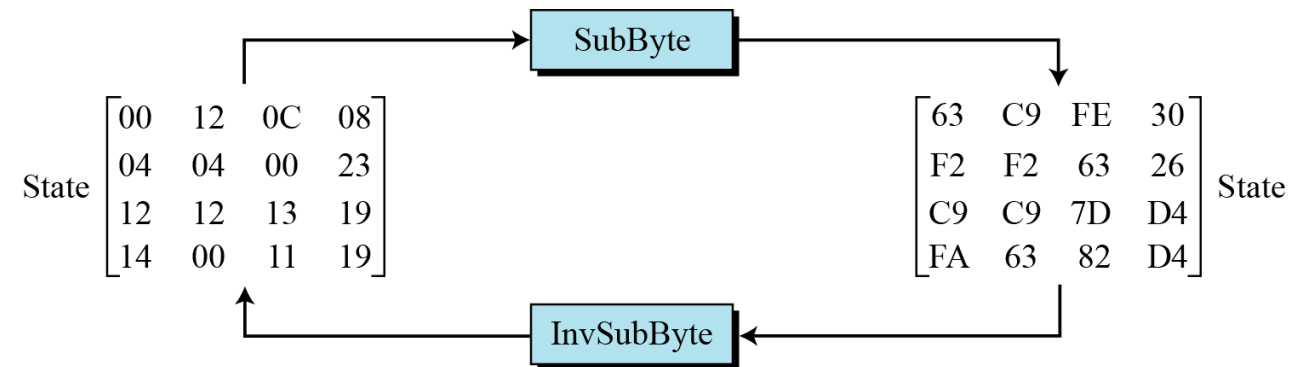 SubByte
00 12 0C 08
04 04 00 23
12 12 13 19
14 00 11 19
State
63 C9 FE 30
F2 F2 63 26
C9 C9 7D D4
FA 63 82 D4
State
InvSubByte